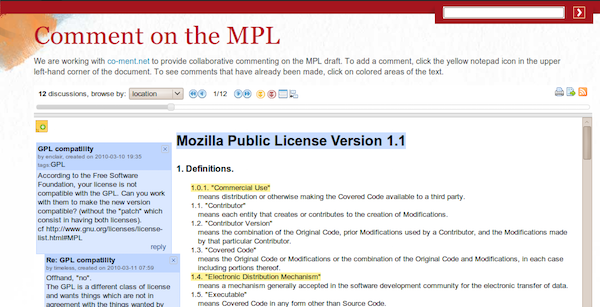 Comment on the MPL
We are working with co-ment.net to provide collaborative commenting on the MPL draft. To add a comment, click the yellow notepad icon in the upper
left-hand corner of the document. To see comments that have already been made, click on colored areas of the text.
12 discussions, browse by: location 1/12
GPL compatibility
by enclae, created on 2010-03-10 19:35
tags:GPL
According to the Free Software
Foundation, your license is not
compatible with the GPL. Can you work
with them to make the new version
compatible? (without the "patch" which
consist in having both licenses).
cf http://www.gnu.org/licenses/license-
list.html#MPL
reply
Re: GPL compatibility
by timeless, created on 2010-03-11 07:59
Offhand, "no".
The GPL is a different class of license
and wants things which are not in
agreement with the things wanted by
Mozilla Public License Version 1.1
1. Definitions.
1.0.1. "Commercial Use"
means distribution or otherwise making the Covered Code available to a third party.
1.1. "Contributor"
means each entity that creates or contributes to the creation of Modifications.
1.2. "Contributor Version"
means the combination of the Original Code, prior Modifications used by a Contributor, and the Modifications made
by that particular Contributor.
1.3. "Covered Code"
means the Original Code or Modifications or the combination of the Original Code and Modifications, in each case
including portions thereof.
1.4. "Electronic Distribution Mechanism"
means a mechanism generally accepted in the software development community for the electronic transfer of data.
1.5. "Executable"
means Covered Code in any form other than Source Code.